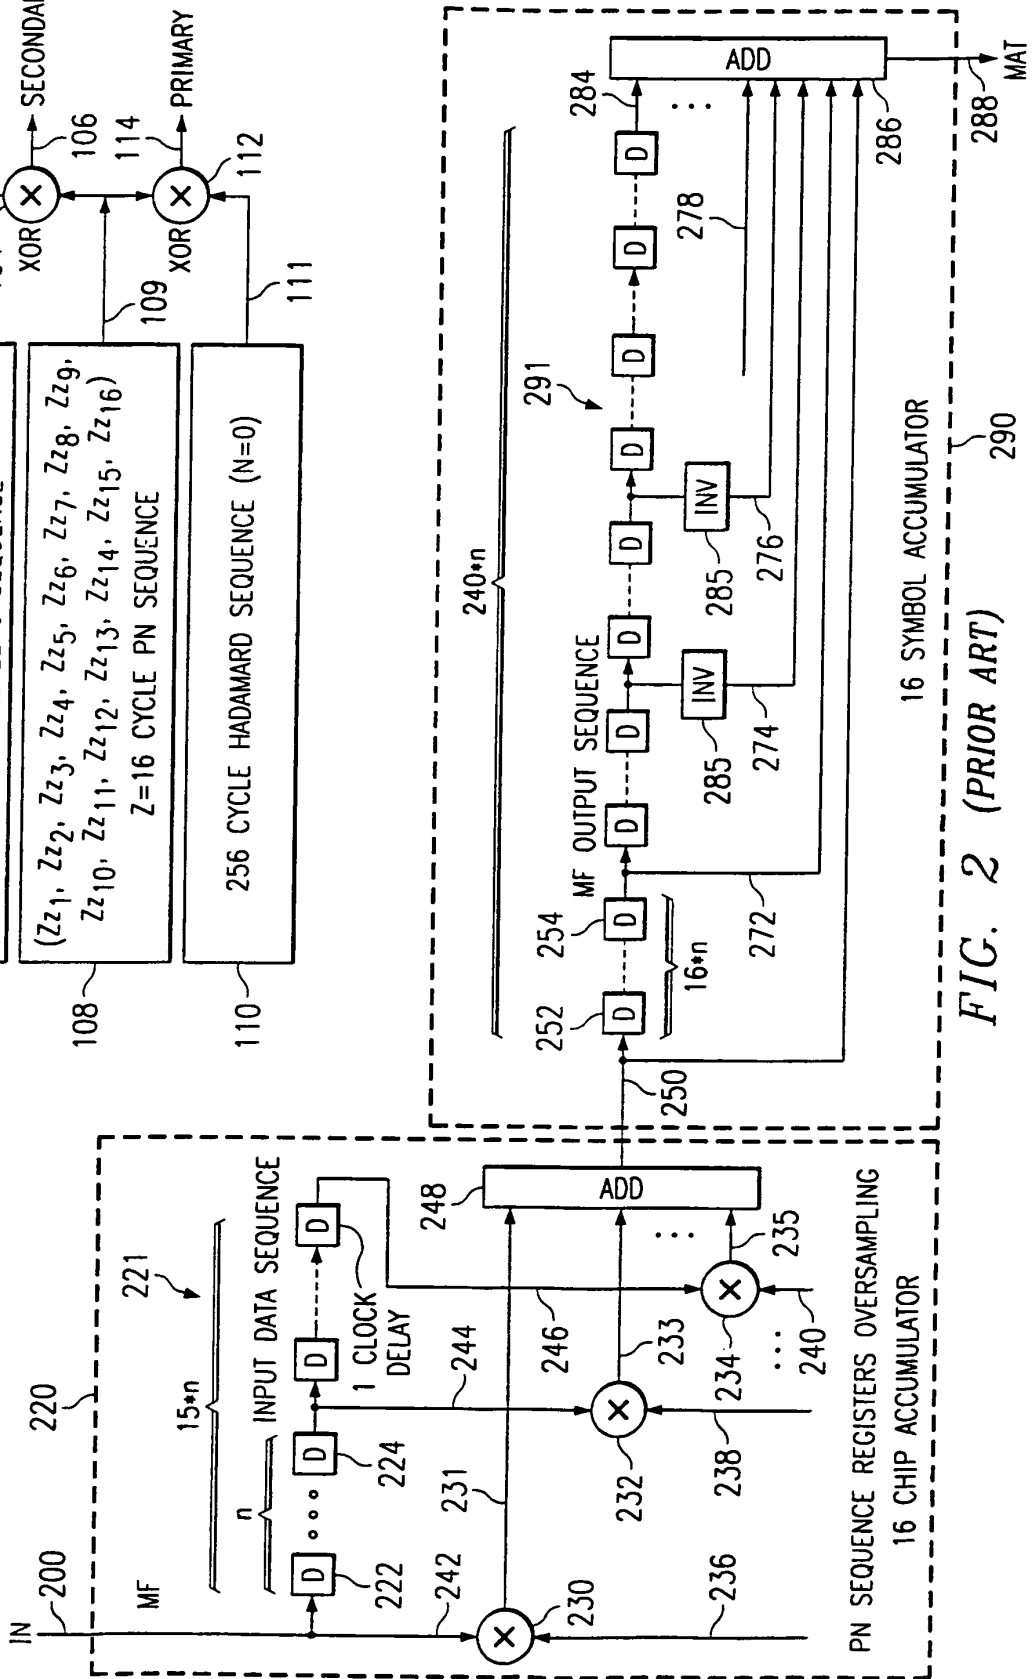 SECONDAR
106
XOR
X
114
PRIMARY
112
XOR
X
109
111
108
(Zz1, Zz2, Zz3, Zz4, Zz5, Zz6, Zz7, Zz8, Zz9,
Zz10, Zz11, Zz12, Zz13, Zz14, Zz15, Zz16)
Z=16 CYCLE PN SEQUENCE
110
256 CYCLE HADAMARD SEQUENCE (N=0)
IN
200
220
MF
221
15*n
n
INPUT DATA SEQUENCE
D
D
D
D
222
224
1 CLOCK
DELAY
242
231
244
246
248
ADD
X
230
X
232
233
X
234
235
236
238
240
PN SEQUENCE REGISTERS OVERSAMPLING
16 CHIP ACCUMULATOR
250
240*n
291
MF OUTPUT SEQUENCE
252
254
D
D
D
D
D
D
D
D
D
D
16*n
284
ADD
272
285
INV
274
285
INV
276
278
286
288
MAT
16 SYMBOL ACCUMULATOR
290
FIG. 2 (PRIOR ART)